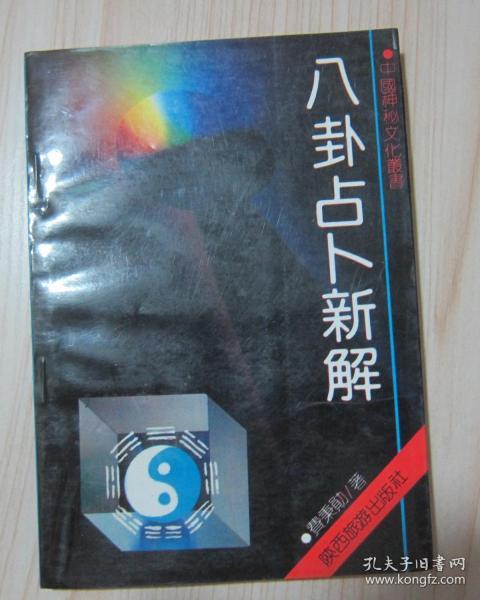 八卦占卜新解
●中國神秘文化叢書
●費秉勛/著
陝西旅游出版社
孔夫子旧书网
www.kongfz.com